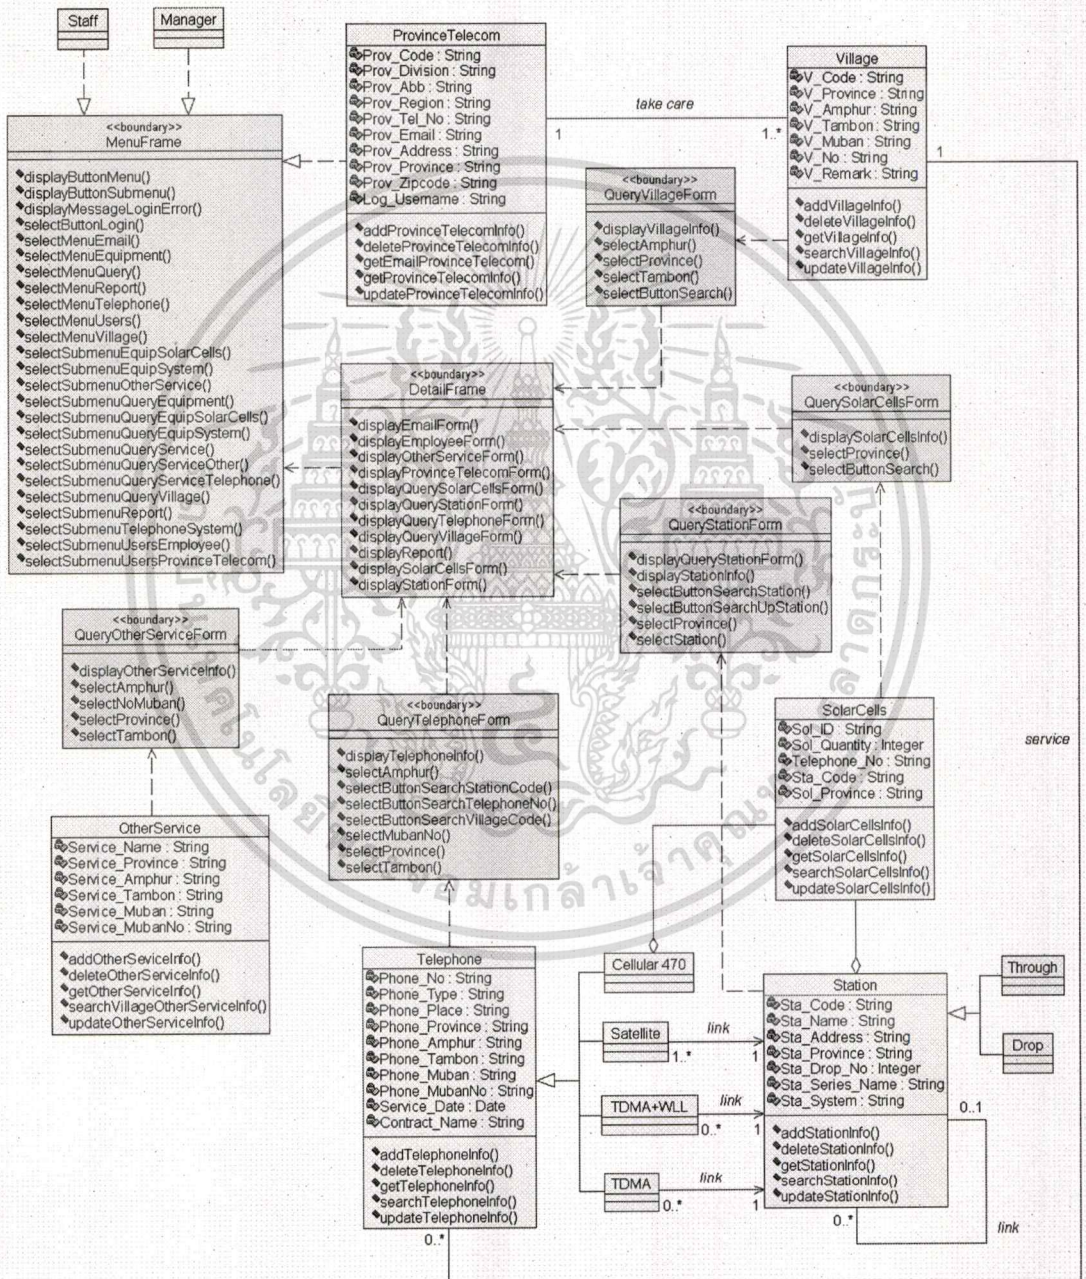 Staff
Manager
ProvinceTelecom
Prov_Code : String
Prov_Division : String
Prov_Abb : String
Prov_Region : String
Prov_Tel_No : String
Prov_Email : String
Prov_Address : String
Prov_Province : String
Prov_Zipcode : String
Log_Username : String
addProvinceTelecomInfo()
deleteProvinceTelecomInfo()
getEmailProvinceTelecom()
getProvinceTelecomInfo()
updateProvinceTelecomInfo()
take care
1
1..*
Village
V_Code : String
V_Province : String
V_Amphur : String
V_Tambon : String
V_Muban : String
V_No : String
V_Remark : String
addVillageInfo()
deleteVillageInfo()
getVillageInfo()
searchVillageInfo()
updateVillageInfo()
1
<<boundary>>
MenuFrame
displayButtonMenu()
displayButtonSubmenu()
displayMessageLoginError()
selectButtonLogin()
selectMenuEmail()
selectMenuEquipment()
selectMenuQuery()
selectMenuReport()
selectMenuTelephone()
selectMenuUsers()
selectMenuVillage()
selectSubmenuEquipSolarCells()
selectSubmenuEquipSystem()
selectSubmenuOtherService()
selectSubmenuQueryEquipment()
selectSubmenuQueryEquipSolarCells()
selectSubmenuQueryEquipSystem()
selectSubmenuQueryService()
selectSubmenuQueryServiceOther()
selectSubmenuQueryServiceTelephone()
selectSubmenuQueryVillage()
selectSubmenuReport()
selectSubmenuTelephoneSystem()
selectSubmenuUsersEmployee()
selectSubmenuUsersProvinceTelecom()
<<boundary>>
QueryVillageForm
displayVillageInfo()
selectAmphur()
selectProvince()
selectTambon()
selectButtonSearch()
<<boundary>>
DetailFrame
displayEmailForm()
displayEmployeeForm()
displayOtherServiceForm()
displayProvinceTelecomForm()
displayQuerySolarCellsForm()
displayQueryStationForm()
displayQueryTelephoneForm()
displayQueryVillageForm()
displayReport()
displaySolarCellsForm()
displayStationForm()
<<boundary>>
QuerySolarCellsForm
displaySolarCellsInfo()
selectProvince()
selectButtonSearch()
<<boundary>>
QueryStationForm
displayQueryStationForm()
displayStationInfo()
selectButtonSearchStation()
selectButtonSearchUpStation()
selectProvince()
selectStation()
<<boundary>>
QueryOtherServiceForm
displayOtherServiceInfo()
selectAmphur()
selectNoMuban()
selectProvince()
selectTambon()
<<boundary>>
QueryTelephoneForm
displayTelephoneInfo()
selectAmphur()
selectButtonSearchStationCode()
selectButtonSearchTelephoneNo()
selectButtonSearchVillageCode()
selectMubanNo()
selectProvince()
selectTambon()
SolarCells
Sol_ID : String
Sol_Quantity : Integer
Telephone_No : String
Sta_Code : String
Sol_Province : String
addSolarCellsInfo()
deleteSolarCellsInfo()
getSolarCellsInfo()
searchSolarCellsInfo()
updateSolarCellsInfo()
service
OtherService
Service_Name : String
Service_Province : String
Service_Amphur : String
Service_Tambon : String
Service_Muban : String
Service_MubanNo : String
addOtherSeviceInfo()
deleteOtherServiceInfo()
getOtherServiceInfo()
searchVillageOtherServiceInfo()
updateOtherServiceInfo()
Telephone
Phone_No : String
Phone_Type : String
Phone_Place : String
Phone_Province : String
Phone_Amphur : String
Phone_Tambon : String
Phone_Muban : String
Phone_MubanNo : String
Service_Date : Date
Contract_Name : String
addTelephoneInfo()
deleteTelephoneInfo()
getTelephoneInfo()
searchTelephoneInfo()
updateTelephoneInfo()
0..*
Cellular 470
Satellite
link
1..*
1
TDMA+WLL
link
0..*
1
TDMA
link
0..*
1
Station
Sta_Code : String
Sta_Name : String
Sta_Address : String
Sta_Province : String
Sta_Drop_No : Integer
Sta_Series_Name : String
Sta_System : String
addStationInfo()
deleteStationInfo()
getStationInfo()
searchStationInfo()
updateStationInfo()
Through
Drop
0..1
0..*
link